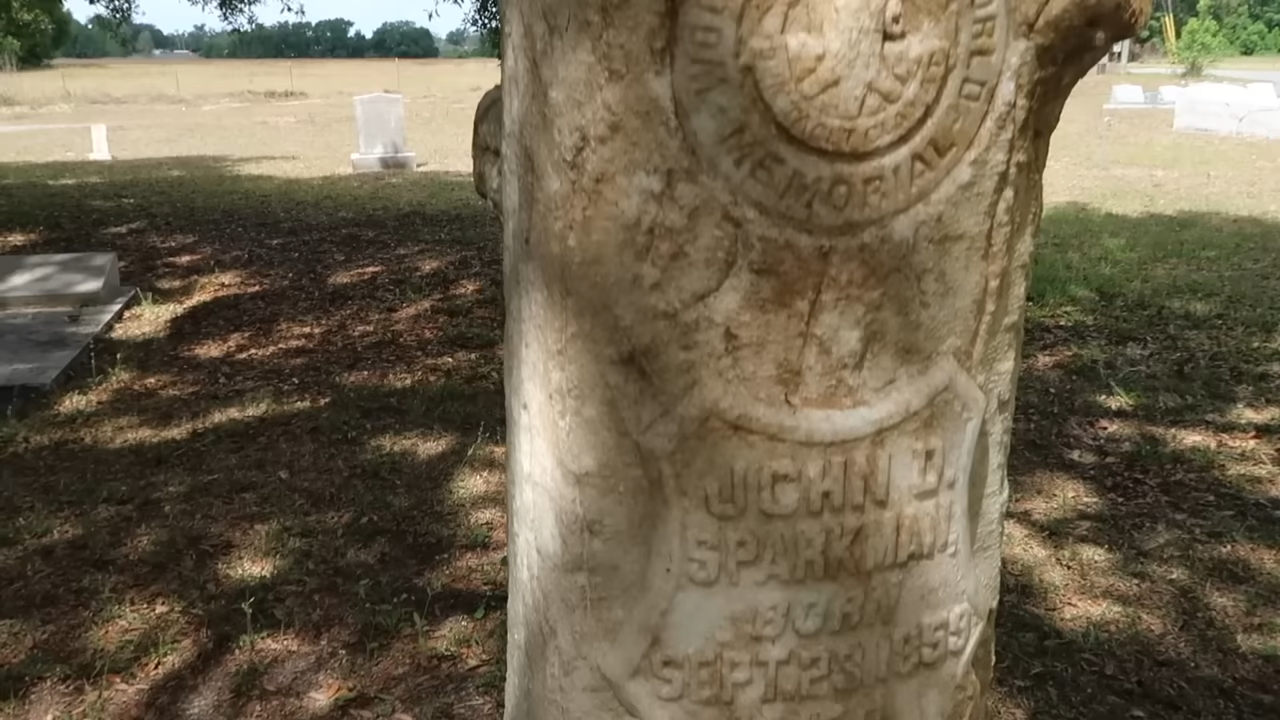 MEMORIAL
JOHN D.
SPARKMAN,
BORN
SEPT. 23, 1859